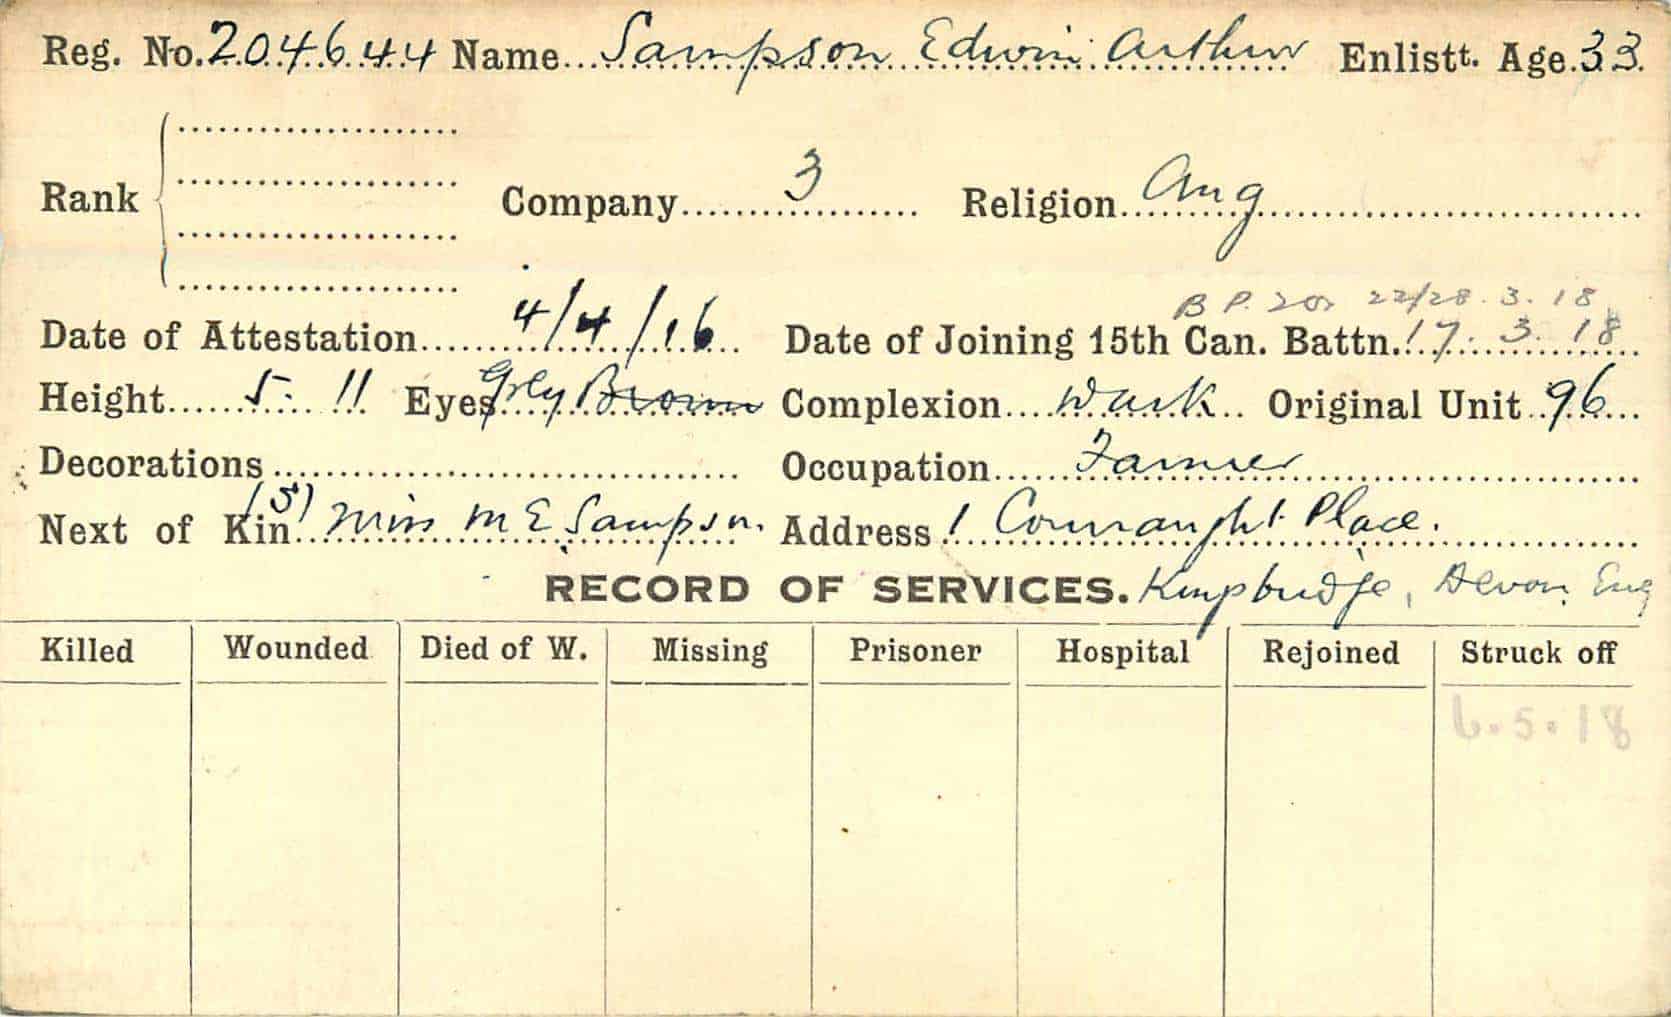 Reg. No. 204644 Name Sampson Edwin Arthur Enlistt. Age. 33
Rank Company 3 Religion Ang
B P. 22/28.3.18
Date of Attestation 4/4/16 Date of Joining 15th Can. Battn. 17.3.18
Height 5. 11 Eyes Grey Brown Complexion Dark Original Unit 96
Decorations Occupation Farmer
(S)
Next of Kin Miss M E Sampson. Address 1 Connaught Place.
RECORD OF SERVICES. Kingsbridge, Devon, Eng
Killed Wounded Died of W. Missing Prisoner Hospital Rejoined Struck off
6.5.18